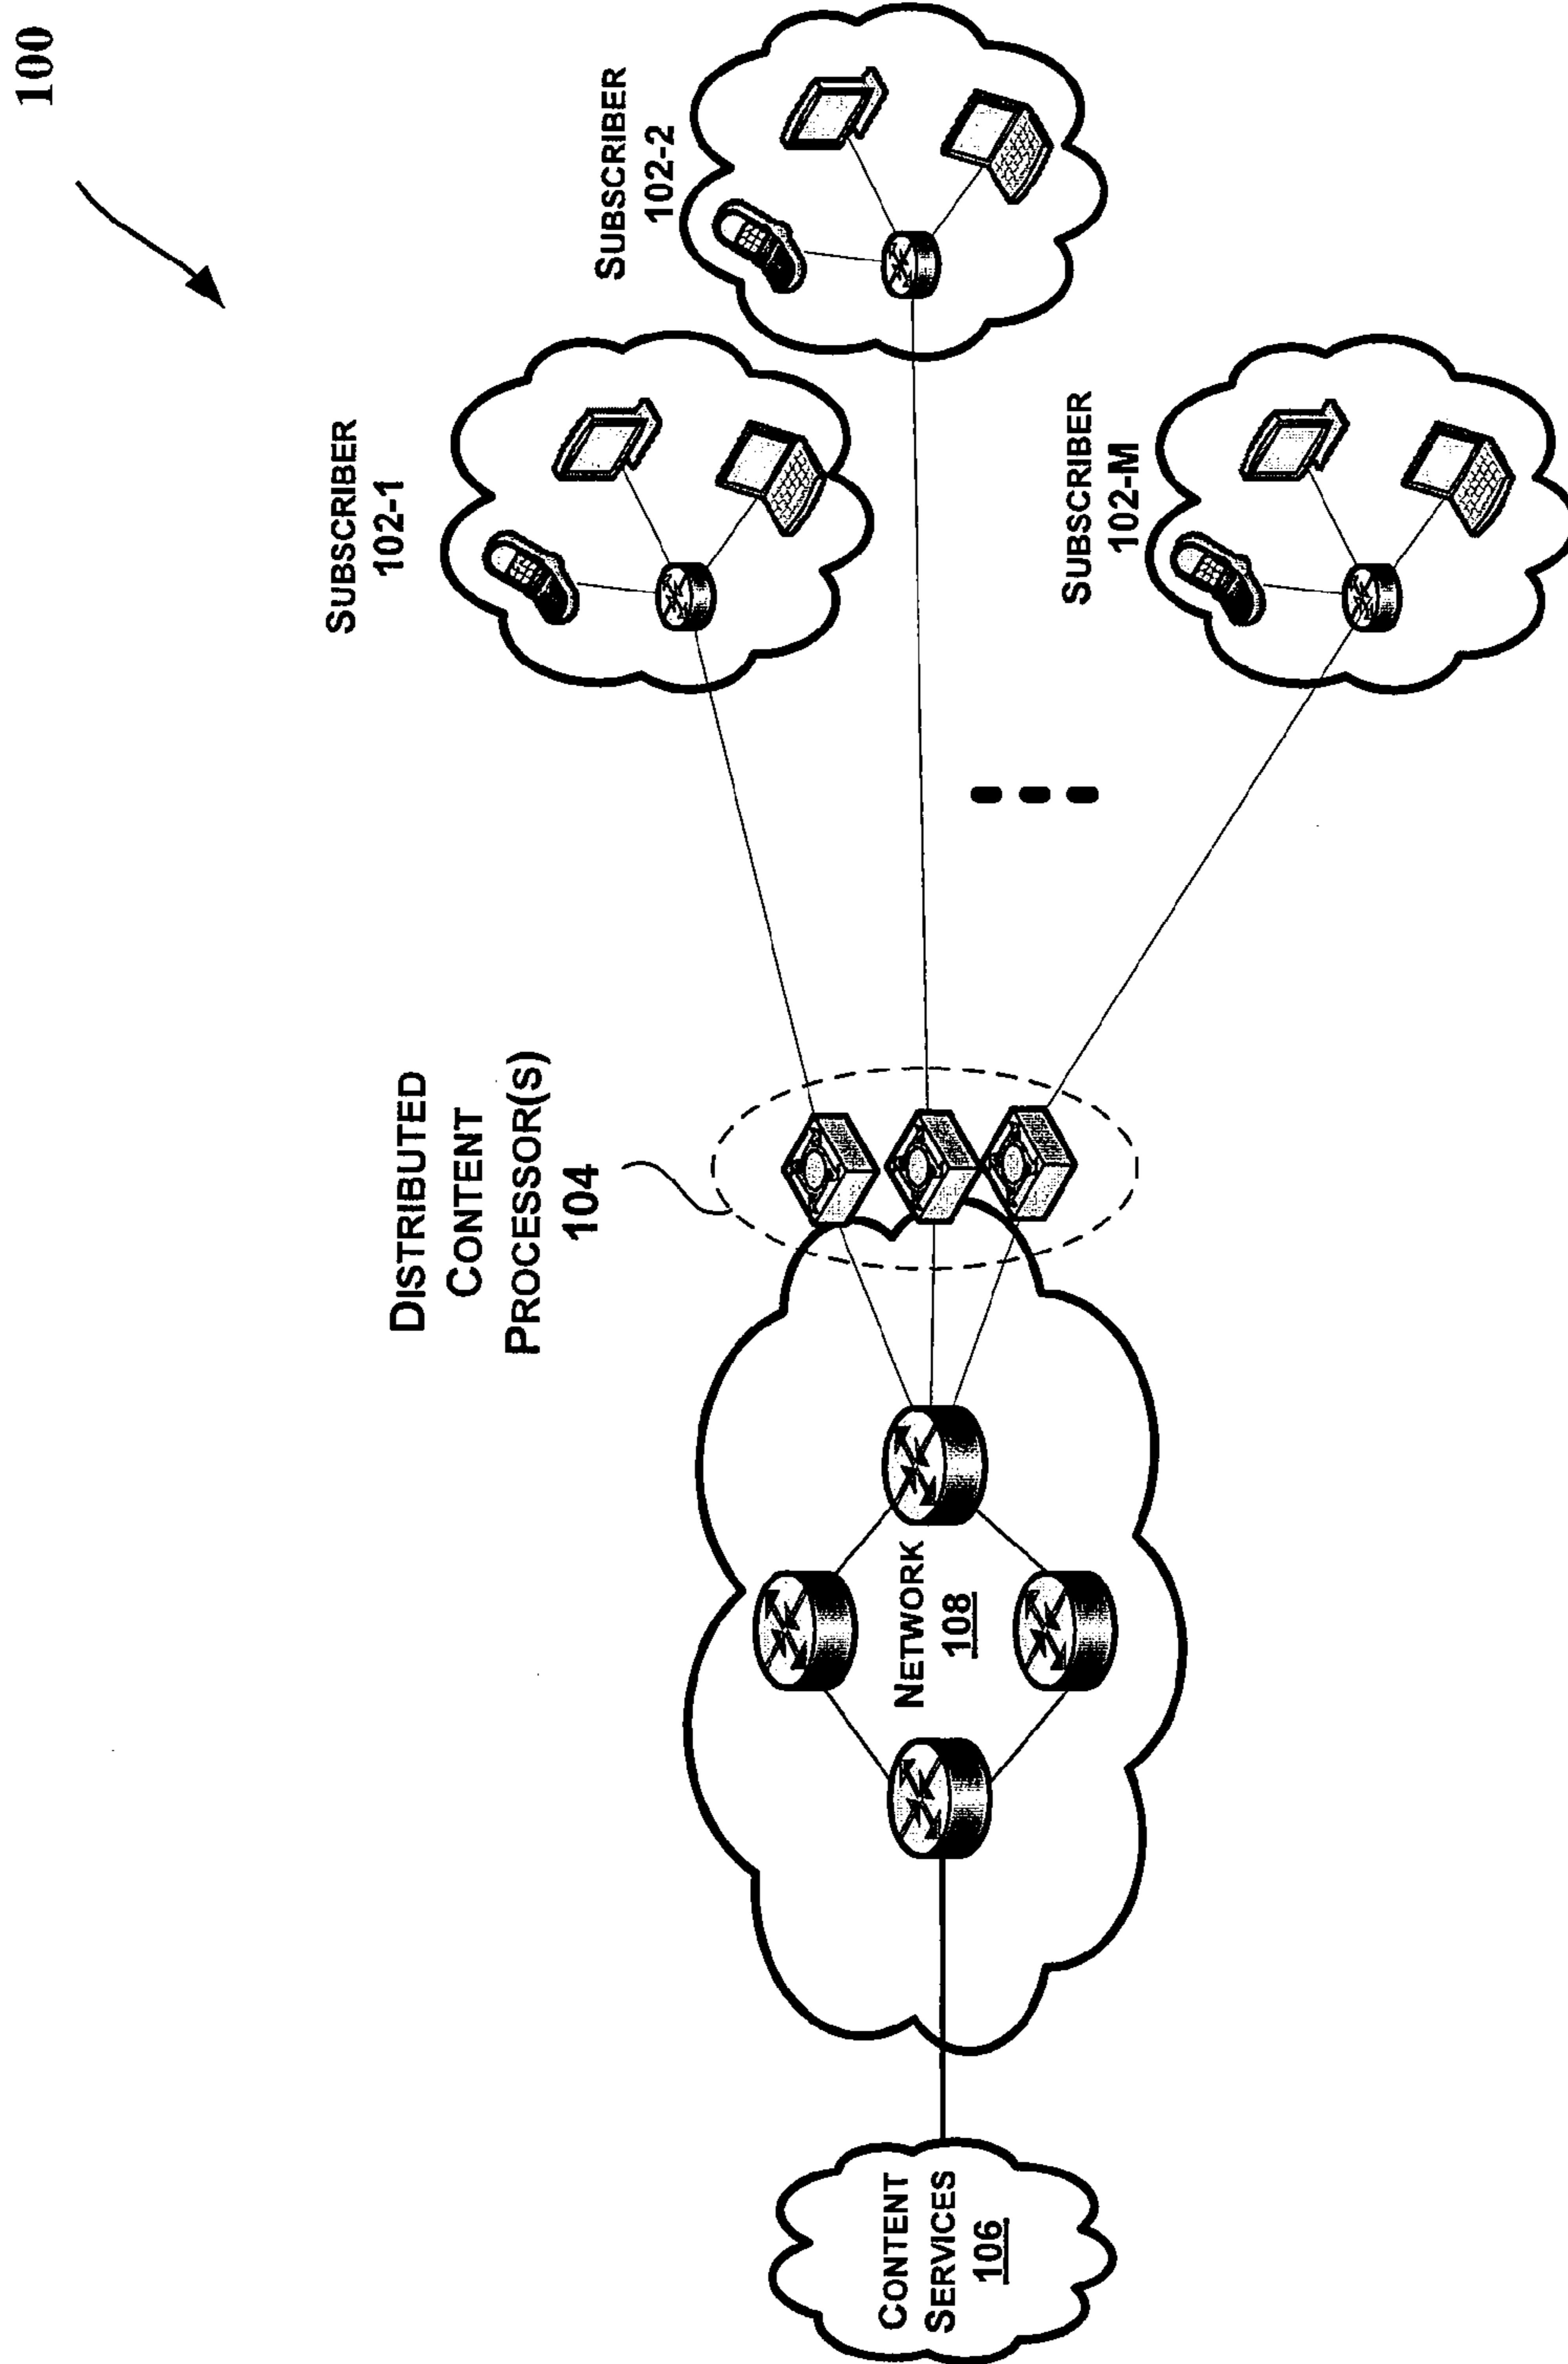 100
SUBSCRIBER
102-1
SUBSCRIBER
102-2
SUBSCRIBER
102-M
DISTRIBUTED
CONTENT
PROCESSOR(S)
104
NETWORK
108
CONTENT
SERVICES
106